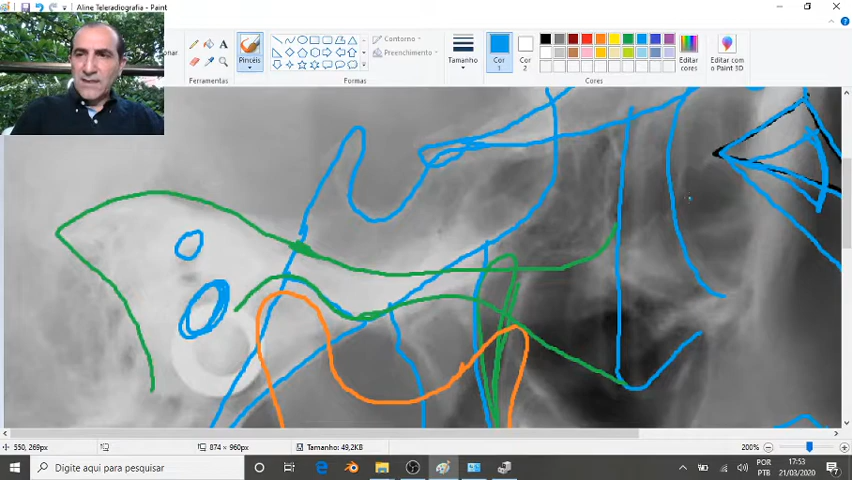 Aline Teleradiografia - Paint
onar
Pincéis
Contorno
Preenchimento
Tamanho
Cor
1
Cor
2
Editar
cores
Editar com
o Paint 3D
Ferramentas
Formas
Cores
550, 269px
874 × 960px
Tamanho: 49,2KB
200%
Digite aqui para pesquisar
POR
PTB
17:53
21/03/2020